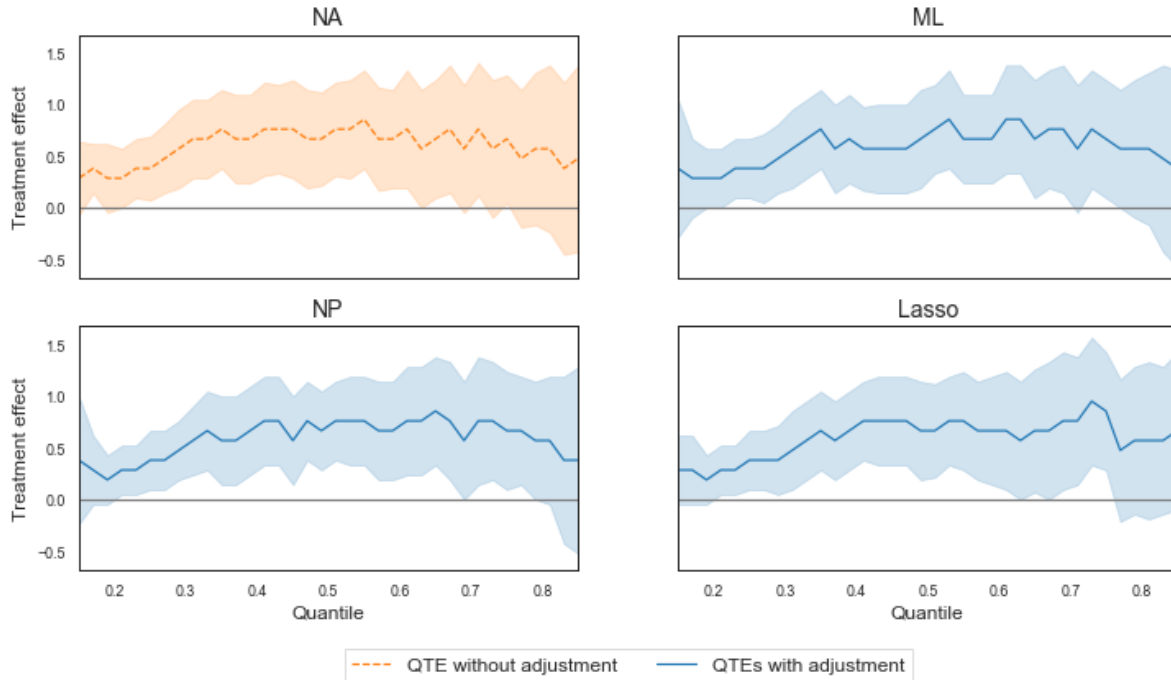 NA
ML
1.5
1.0
0.5
0.0
−0.5
Treatment effect
NP
Lasso
1.5
1.0
0.5
0.0
−0.5
Treatment effect
0.2 0.3 0.4 0.5 0.6 0.7 0.8
Quantile
0.2 0.3 0.4 0.5 0.6 0.7 0.8
Quantile
QTE without adjustment
QTEs with adjustment